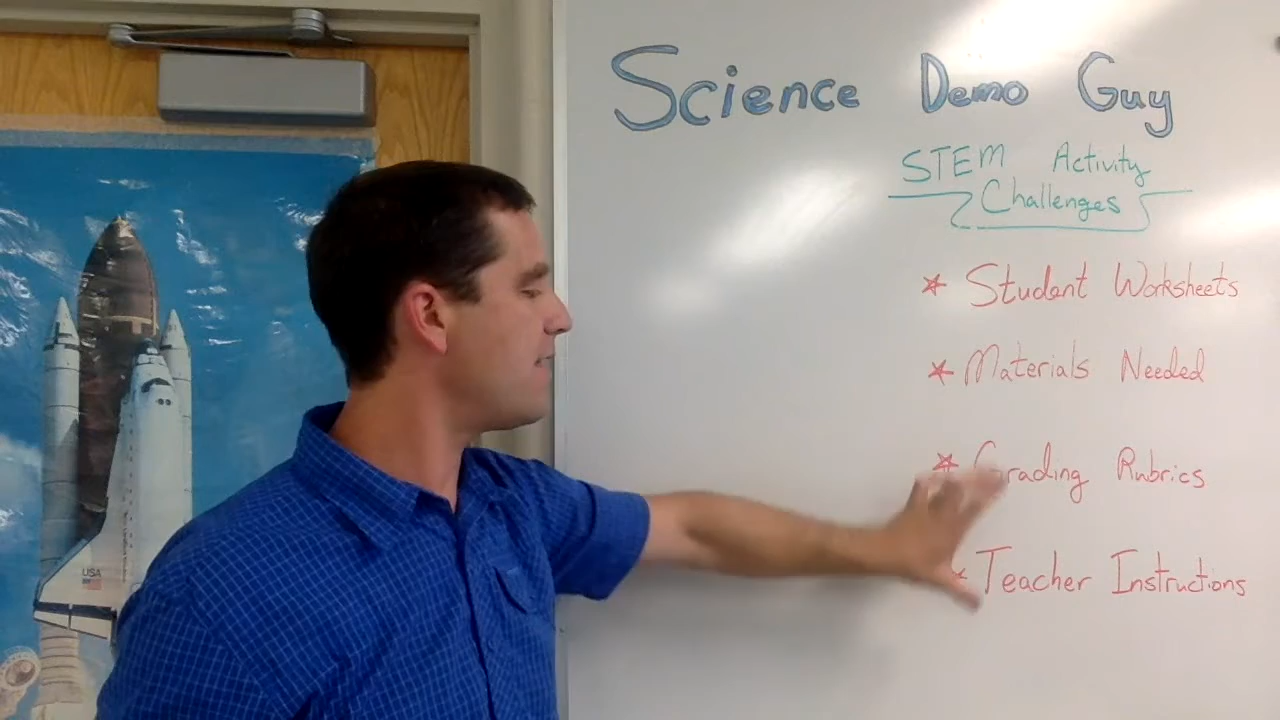 Science Demo Guy
STEM Activity
Challenges
* Student Worksheets
* Materials Needed
* Grading Rubrics
* Teacher Instructions
USA